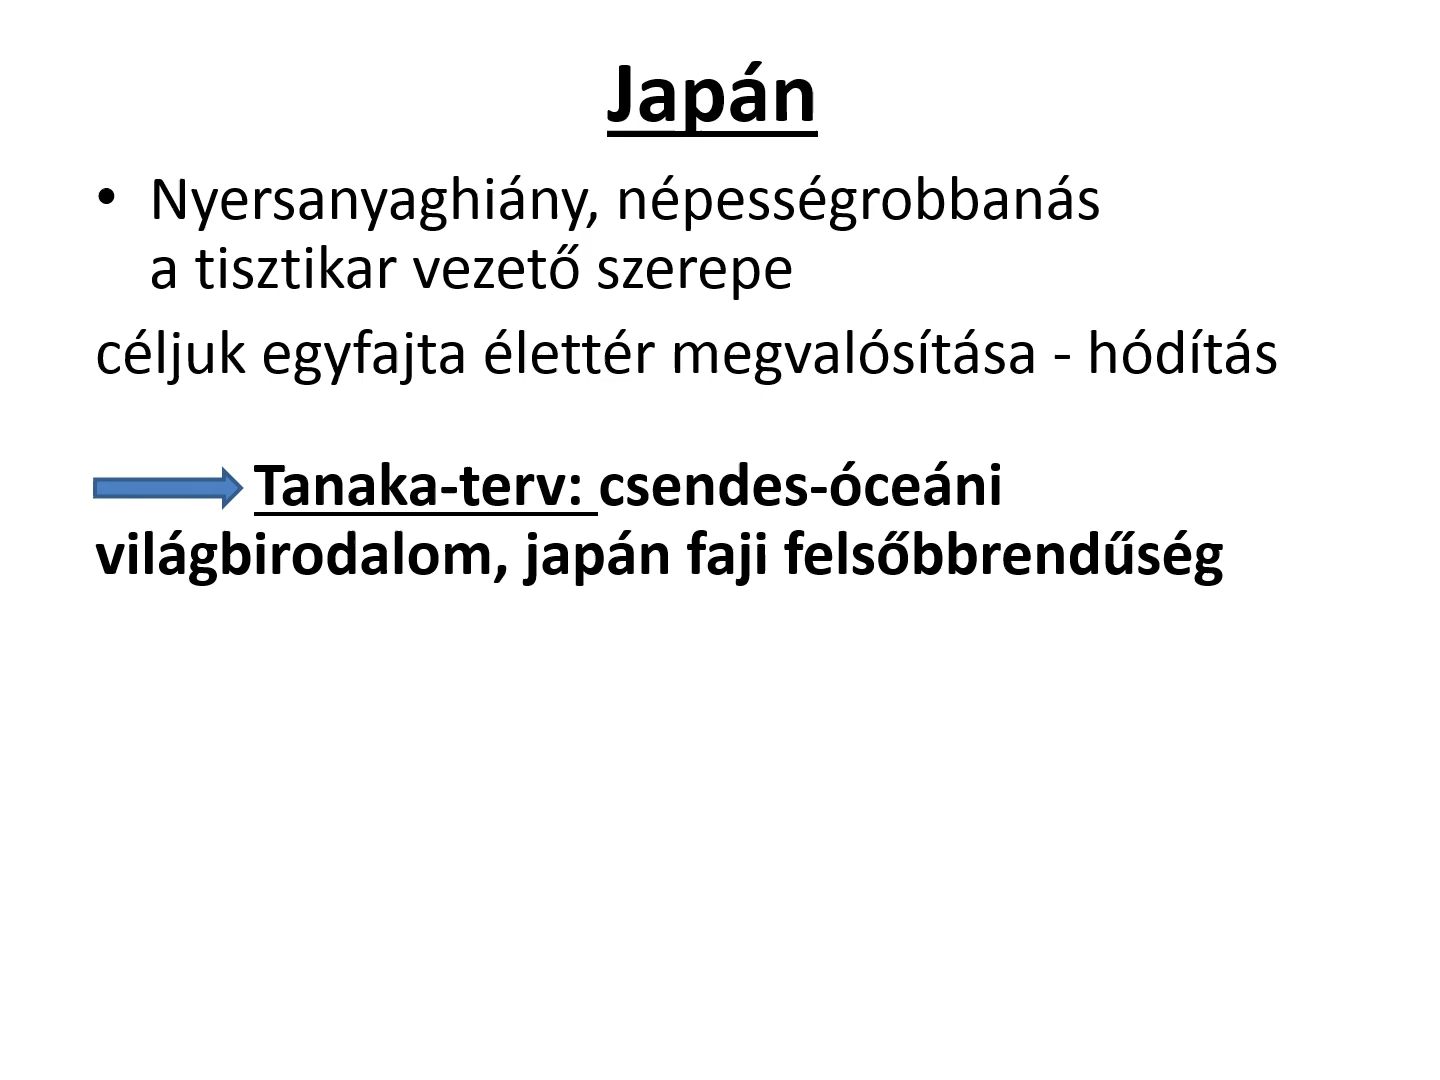 Japán
• Nyersanyaghiány, népességrobbanás
a tisztikar vezető szerepe
céljuk egyfajta élettér megvalósítása - hódítás
Tanaka-terv: csendes-óceáni
világbirodalom, japán faji felsőbbrendűség